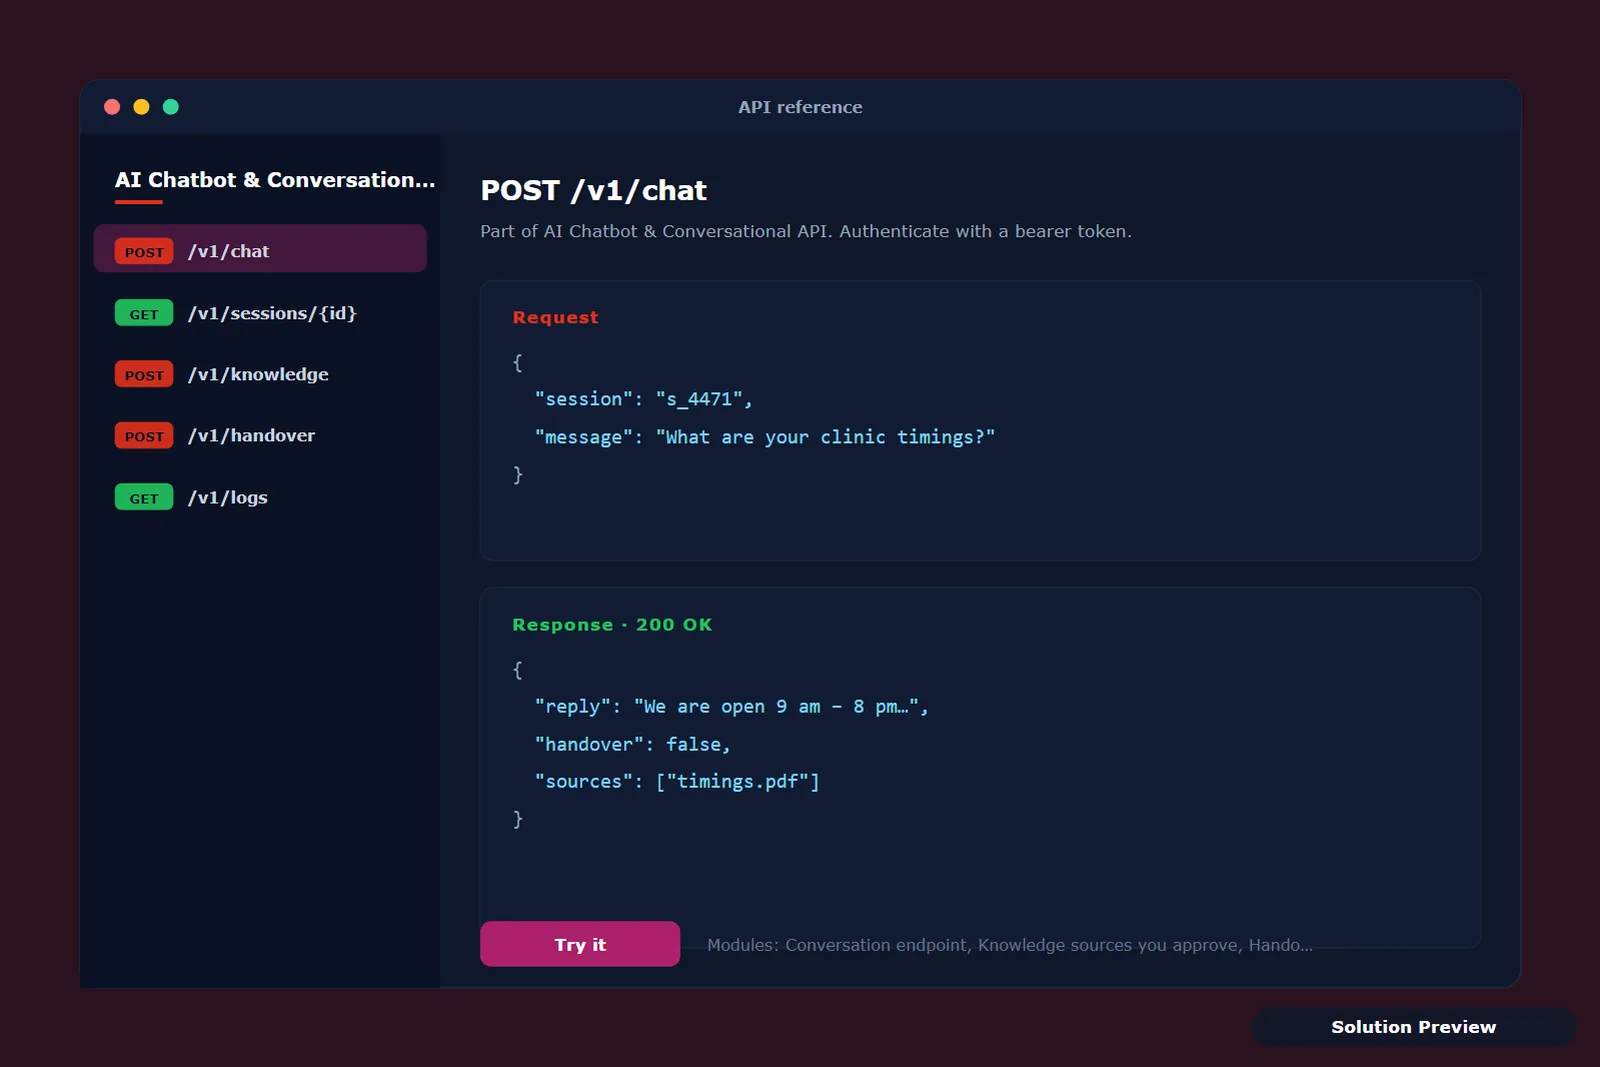 API reference
AI Chatbot & Conversation...
POST /v1/chat
GET /v1/sessions/{id}
POST /v1/knowledge
POST /v1/handover
GET /v1/logs
POST /v1/chat
Part of AI Chatbot & Conversational API. Authenticate with a bearer token.
Request
{
"session": "s_4471",
"message": "What are your clinic timings?"
}
Response · 200 OK
{
"reply": "We are open 9 am – 8 pm…",
"handover": false,
"sources": ["timings.pdf"]
}
Try it
Modules: Conversation endpoint, Knowledge sources you approve, Hando...
Solution Preview